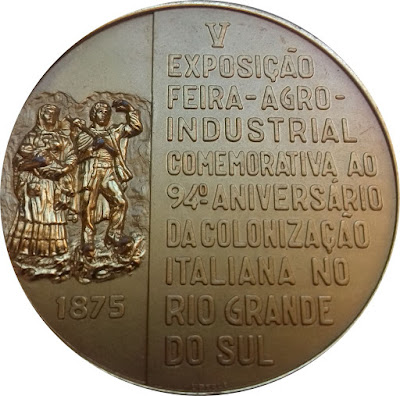 V
EXPOSIÇÃO
FEIRA-AGRO-
INDUSTRIAL
COMEMORATIVA AO
94º ANIVERSÁRIO
DA COLONIZAÇÃO
ITALIANA NO
RIO GRANDE
DO SUL
1875